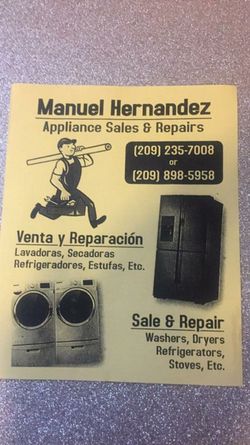 Manuel Hernandez
Appliance Sales & Repairs
(209) 235-7008
or
(209) 898-5958
Venta y Reparación
Lavadoras, Secadoras
Refrigeradores, Estufas, Etc.
Sale & Repair
Washers, Dryers
Refrigerators,
Stoves, Etc.